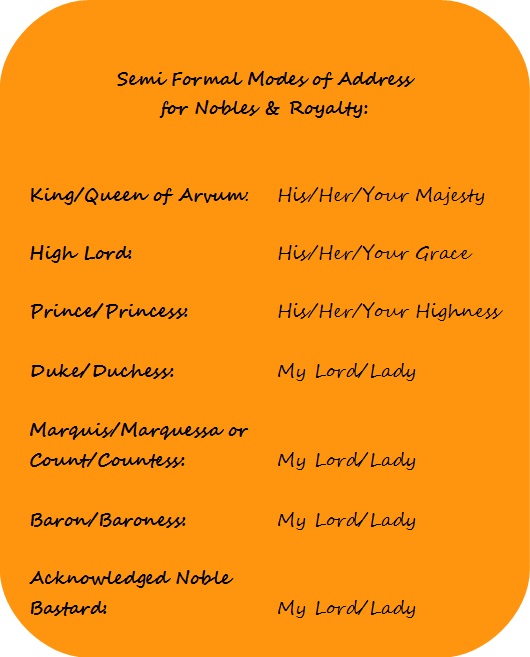 Semi Formal Modes of Address
for Nobles & Royalty:
King/Queen of Arvum: His/Her/Your Majesty
High Lord: His/Her/Your Grace
Prince/Princess: His/Her/Your Highness
Duke/Duchess: My Lord/Lady
Marquis/Marquessa or
Count/Countess: My Lord/Lady
Baron/Baroness: My Lord/Lady
Acknowledged Noble
Bastard: My Lord/Lady